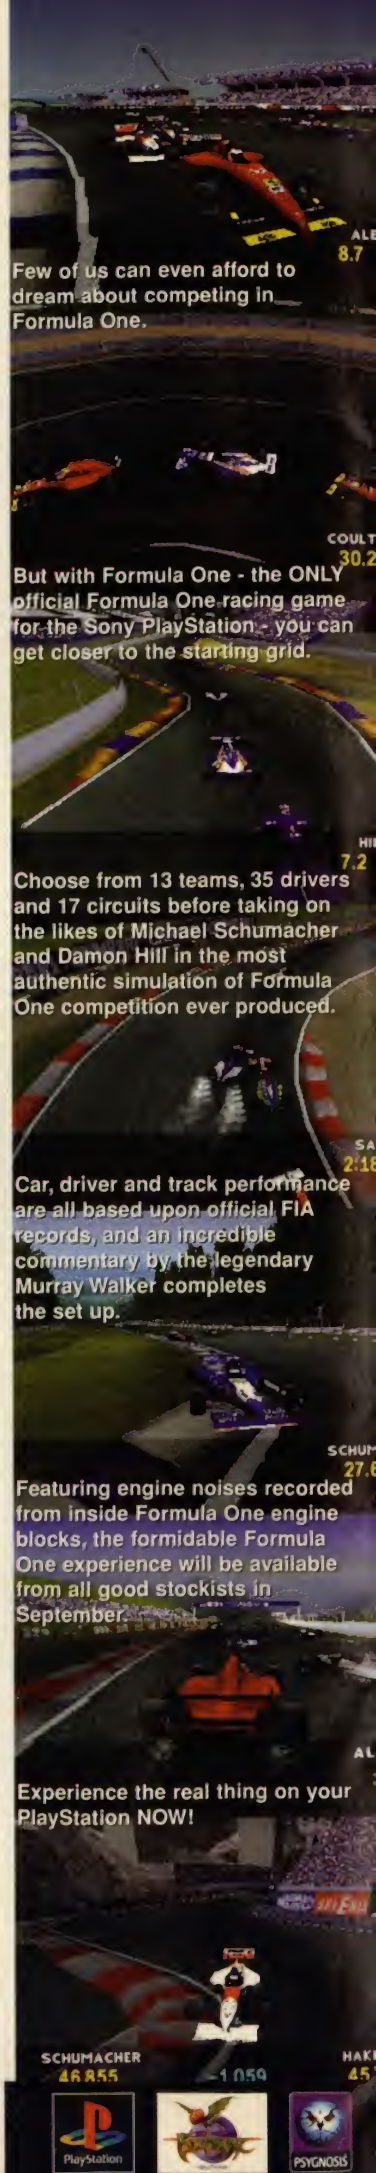 ALE
8.7
Few of us can even afford to
dream about competing in
Formula One.
COULT
30.2
But with Formula One - the ONLY
official Formula One racing game
for the Sony PlayStation - you can
get closer to the starting grid.
HI
7.2
Choose from 13 teams, 35 drivers
and 17 circuits before taking on
the likes of Michael Schumacher
and Damon Hill in the most
authentic simulation of Formula
One competition ever produced.
SA
2:18
Car, driver and track performance
are all based upon official FIA
records, and an incredible
commentary by the legendary
Murray Walker completes
the set up.
SCHUM
27.6
Featuring engine noises recorded
from inside Formula One engine
blocks, the formidable Formula
One experience will be available
from all good stockists in
September.
AL
Experience the real thing on your
PlayStation NOW!
SCHUMACHER
46.855
-1.059
HAK
45
PlayStation
PSYGNOSIS